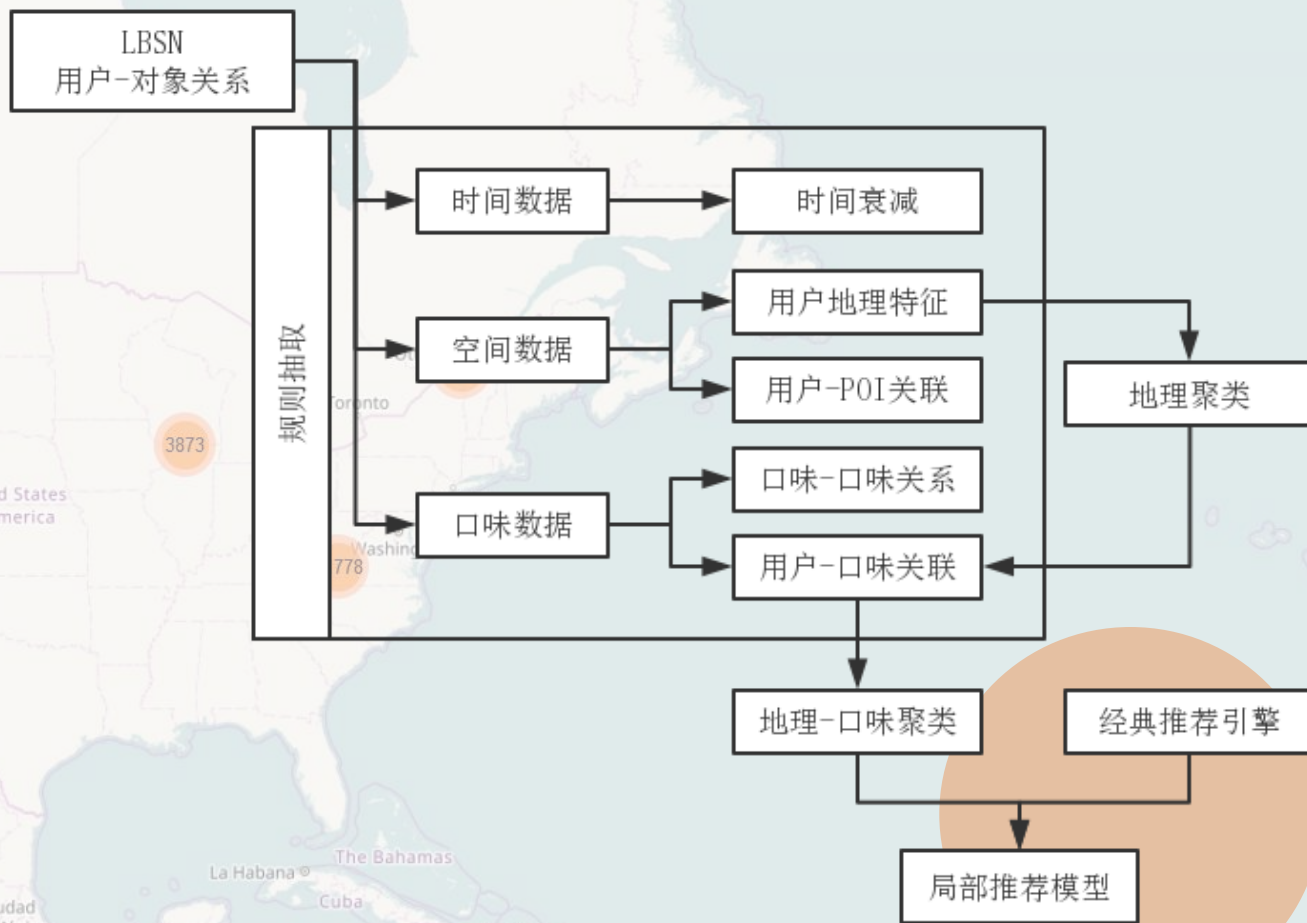 LBSN
用户-对象关系
规则抽取
时间数据
时间衰减
空间数据
用户地理特征
用户-POI关联
地理聚类
口味数据
口味-口味关系
用户-口味关联
地理-口味聚类
经典推荐引擎
局部推荐模型
Toronto
3873
d States
merica
Washing
778
The Bahamas
La Habana
Cuba
udad